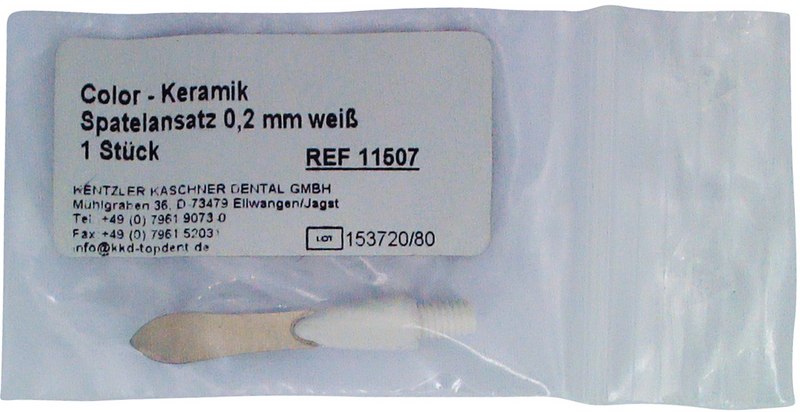 Color - Keramik
Spatelansatz 0,2 mm weiß
1 Stück
REF 11507
KENTZLER KASCHNER DENTAL GMBH
Mühlgraben 36, D 73479 Ellwangen/Jagst
Tel. +49 (0) 7961 9073 0
Fax +49 (0) 7961 5203
info@kkd-topdent.de
LOT 153720/80